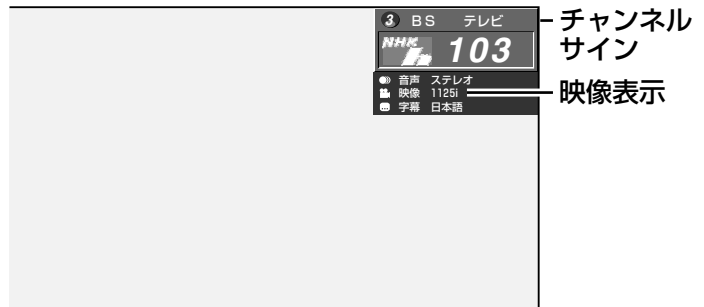 3 BS テレビ
NHK 103
音声 ステレオ
映像 1125i
字幕 日本語
チャンネル
サイン
映像表示